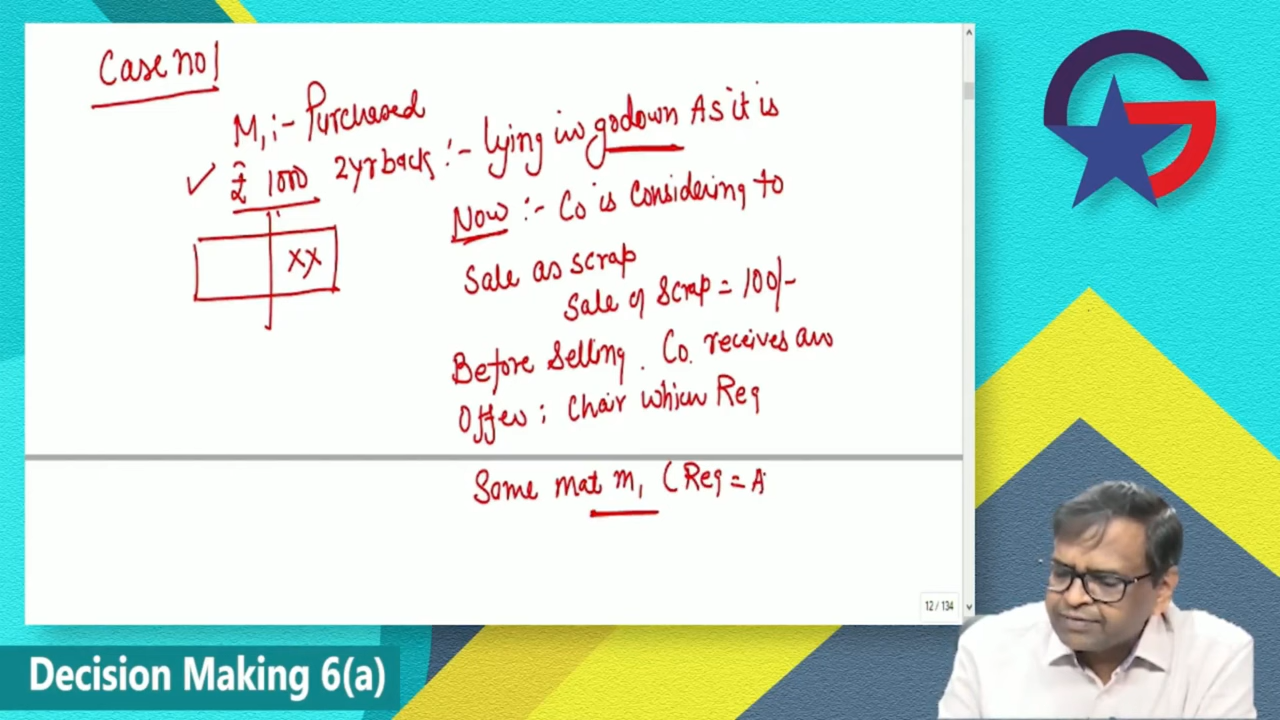 Case no 1
M1 :- Purchased
₹ 1000 2yr back :- lying in godown As it is
XX
Now :- Co is Considering to
Sale as scrap
Sale of Scrap = 100/-
Before Selling. Co. receives an
Offer : Chair which Req
Some mat m1 (Req = A
12 / 134
Decision Making 6(a)